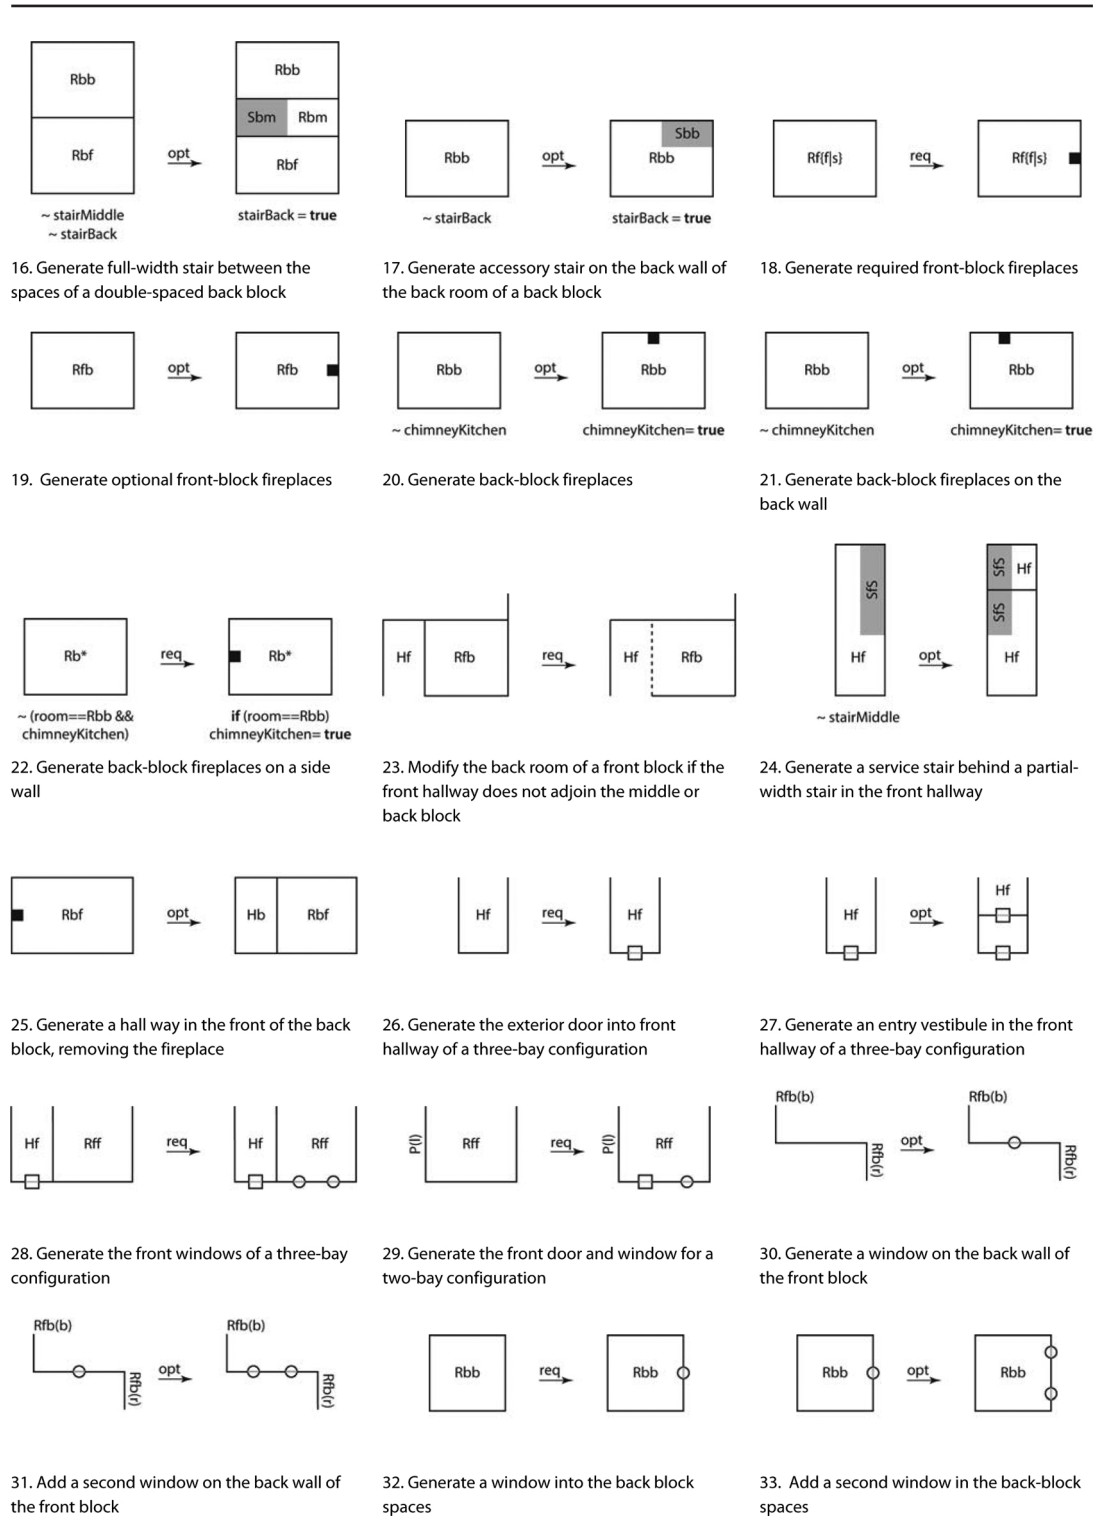 Rbb
Rbf
~ stairMiddle
~ stairBack
opt
Rbb
Sbm Rbm
Rbf
stairBack = true
16. Generate full-width stair between the
spaces of a double-spaced back block
Rbb
~ stairBack
opt
Sbb
Rbb
stairBack = true
17. Generate accessory stair on the back wall of
the back room of a back block
Rf{f|s}
req
Rf{f|s}
18. Generate required front-block fireplaces
Rfb
opt
Rfb
19. Generate optional front-block fireplaces
Rbb
~ chimneyKitchen
opt
Rbb
chimneyKitchen= true
20. Generate back-block fireplaces
Rbb
~ chimneyKitchen
opt
Rbb
chimneyKitchen= true
21. Generate back-block fireplaces on the
back wall
Rb*
~ (room==Rbb &&
chimneyKitchen)
req
Rb*
if (room==Rbb)
chimneyKitchen= true
22. Generate back-block fireplaces on a side
wall
Hf Rfb
req
Hf Rfb
23. Modify the back room of a front block if the
front hallway does not adjoin the middle or
back block
SfS
Hf
~ stairMiddle
opt
SfS Hf
SfS
Hf
24. Generate a service stair behind a partial-
width stair in the front hallway
Rbf
opt
Hb Rbf
25. Generate a hall way in the front of the back
block, removing the fireplace
Hf
req
Hf
26. Generate the exterior door into front
hallway of a three-bay configuration
Hf
opt
Hf
27. Generate an entry vestibule in the front
hallway of a three-bay configuration
Hf Rff
req
Hf Rff
28. Generate the front windows of a three-bay
configuration
P(l) Rff
req
P(l) Rff
29. Generate the front door and window for a
two-bay configuration
Rfb(b)
Rfb(r)
opt
Rfb(b)
Rfb(r)
30. Generate a window on the back wall of
the front block
Rfb(b)
Rfb(r)
opt
Rfb(b)
Rfb(r)
31. Add a second window on the back wall of
the front block
Rbb
req
Rbb
32. Generate a window into the back block
spaces
Rbb
opt
Rbb
33. Add a second window in the back-block
spaces